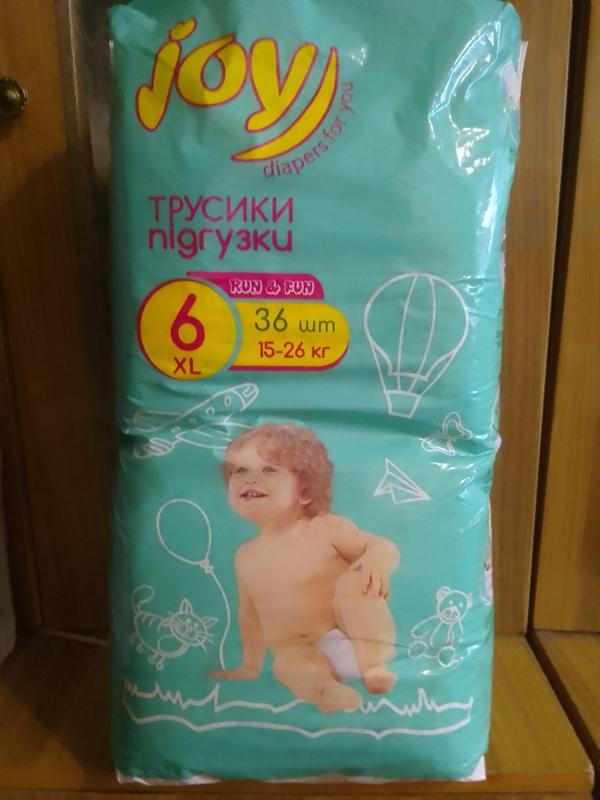 joy
diapers for you
ТРУСИКИ
підгузки
RUN & FUN
6
XL
36 шт
15-26 кг